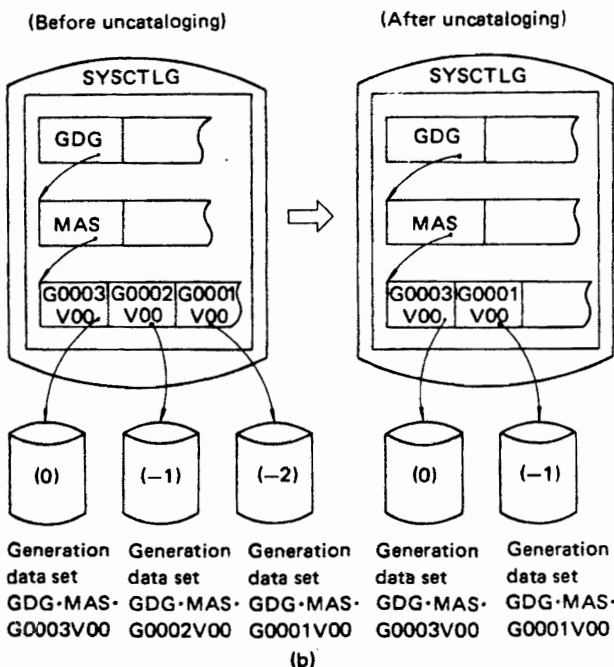 (Before uncataloging)
(After uncataloging)
SYSCTLG
GDG
MAS
G0003 G0002 G0001
V00 V00 V00
(0) (−1) (−2)
Generation Generation Generation
data set data set data set
GDG·MAS· GDG·MAS· GDG·MAS·
G0003V00 G0002V00 G0001V00
SYSCTLG
GDG
MAS
G0003 G0001
V00 V00
(0) (−1)
Generation Generation
data set data set
GDG·MAS· GDG·MAS·
G0003V00 G0001V00
(b)